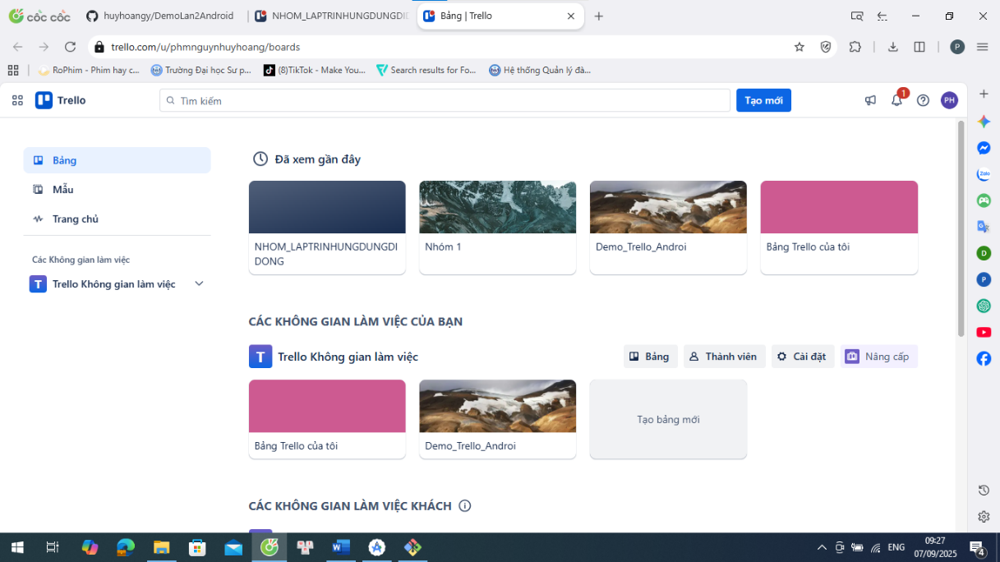 cốc cốc
huyhoangy/DemoLan2Android
NHOM_LAPTRINHUNGDUNGDID
Bảng | Trello
trello.com/u/phmnguynhuyhoang/boards
P
RoPhim - Phim hay c...
Trường Đại học Sư p...
(8)TikTok - Make You...
Search results for Fo...
Hệ thống Quản lý đà...
Trello
Tìm kiếm
Tạo mới
1
PH
Bảng
Mẫu
Trang chủ
Các Không gian làm việc
T
Trello Không gian làm việc
Đã xem gần đây
NHOM_LAPTRINHUNGDUNGDI
DONG
Nhóm 1
Demo_Trello_Androi
Bảng Trello của tôi
CÁC KHÔNG GIAN LÀM VIỆC CỦA BẠN
T
Trello Không gian làm việc
Bảng
Thành viên
Cài đặt
Nâng cấp
Bảng Trello của tôi
Demo_Trello_Androi
Tạo bảng mới
CÁC KHÔNG GIAN LÀM VIỆC KHÁCH
Zalo
D
P
ENG
09:27
07/09/2025
4